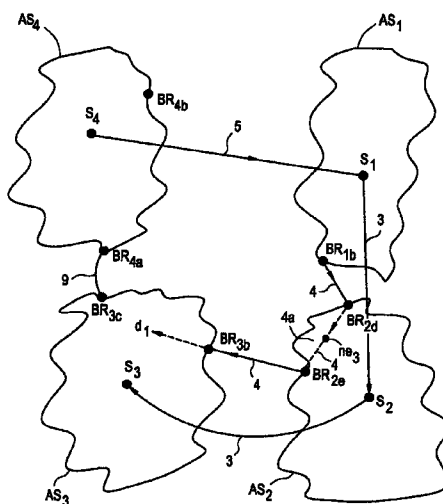 AS₄
AS₁
BR₄b
S₄
5
S₁
3
BR₁b
BR₄a
9
4
BR₃c
4a
BR₂d
d₁
BR₃b
ne₃
4
4
BR₂e
S₃
S₂
3
AS₃
AS₂